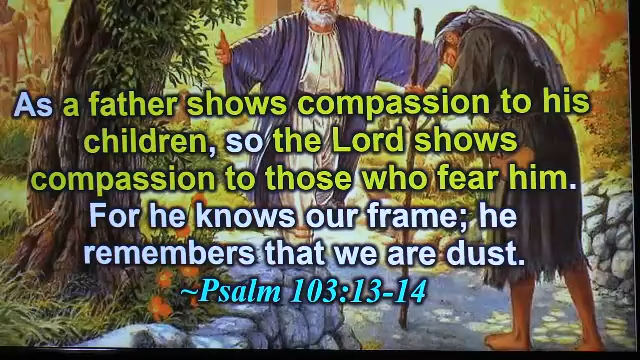 As a father shows compassion to his
children, so the Lord shows
compassion to those who fear him.
For he knows our frame; he
remembers that we are dust.
~Psalm 103:13-14